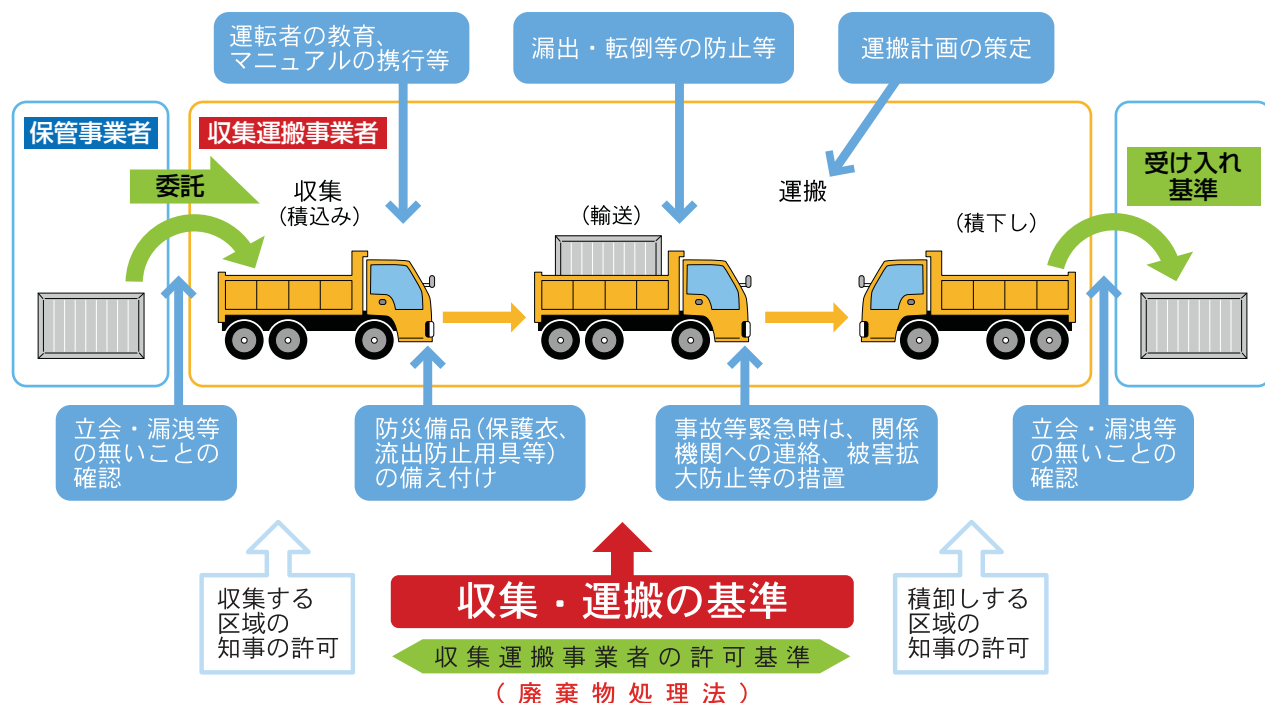 運転者の教育、
マニュアルの携行等
漏出・転倒等の防止等
運搬計画の策定
保管事業者
収集運搬事業者
委託
収集
（積込み）
（輸送）
運搬
（積下し）
受け入れ
基準
立会・漏洩等
の無いことの
確認
防災備品（保護衣、
流出防止用具等）
の備え付け
事故等緊急時は、関係
機関への連絡、被害拡
大防止等の措置
立会・漏洩等
の無いことの
確認
収集する
区域の
知事の許可
収集・運搬の基準
収集運搬事業者の許可基準
（廃棄物処理法）
積卸しする
区域の
知事の許可